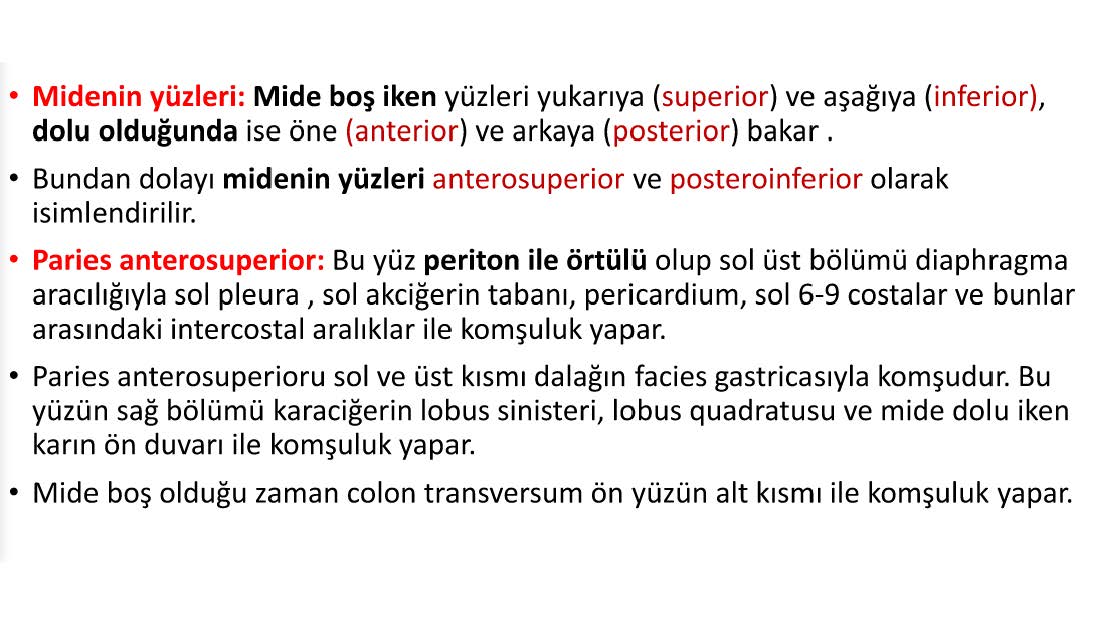 • Midenin yüzleri: Mide boş iken yüzleri yukarıya (superior) ve aşağıya (inferior),
dolu olduğunda ise öne (anterior) ve arkaya (posterior) bakar .
• Bundan dolayı midenin yüzleri anterosuperior ve posteroinferior olarak
isimlendirilir.
• Paries anterosuperior: Bu yüz periton ile örtülü olup sol üst bölümü diaphragma
aracılığıyla sol pleura , sol akciğerin tabanı, pericardium, sol 6-9 costalar ve bunlar
arasındaki intercostal aralıklar ile komşuluk yapar.
• Paries anterosuperioru sol ve üst kısmı dalağın facies gastricasıyla komşudur. Bu
yüzün sağ bölümü karaciğerin lobus sinisteri, lobus quadratusu ve mide dolu iken
karın ön duvarı ile komşuluk yapar.
• Mide boş olduğu zaman colon transversum ön yüzün alt kısmı ile komşuluk yapar.